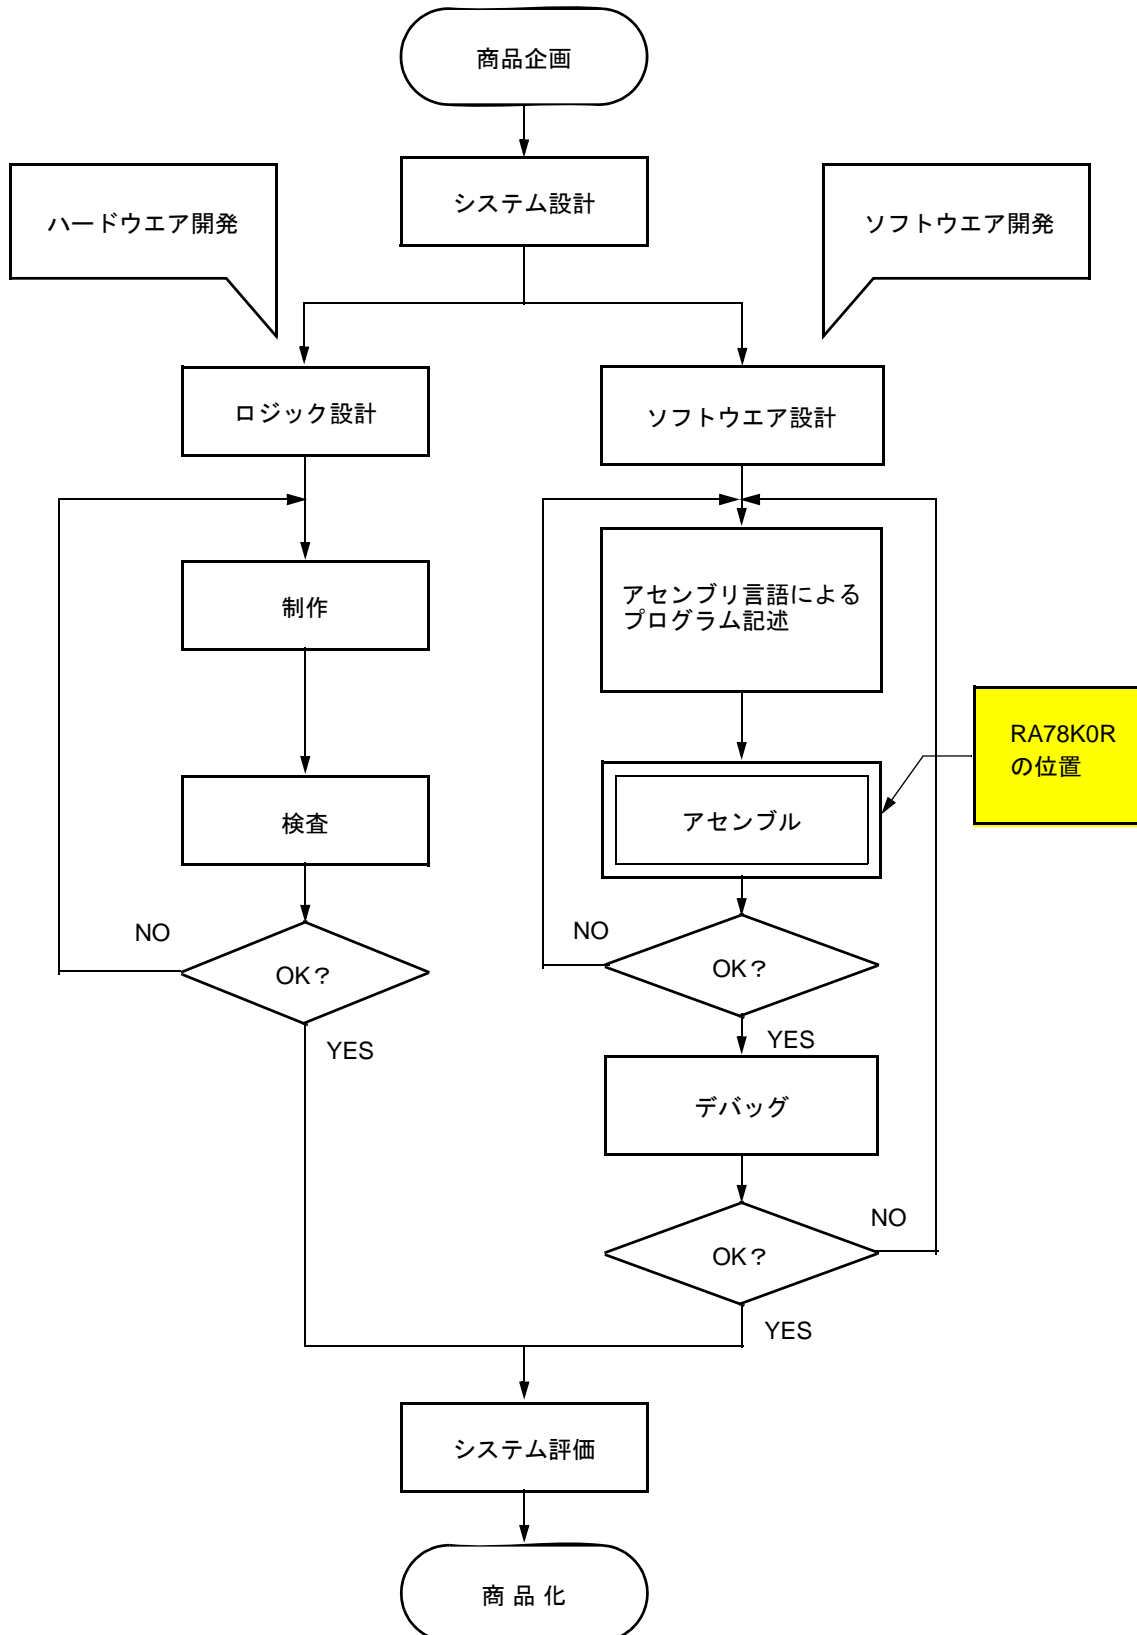 商品企画
システム設計
ハードウエア開発
ソフトウエア開発
ロジック設計
ソフトウエア設計
制作
アセンブリ言語による
プログラム記述
RA78K0R
の位置
検査
アセンブル
NO
OK？
YES
NO
OK？
YES
デバッグ
OK？
NO
YES
システム評価
商 品 化